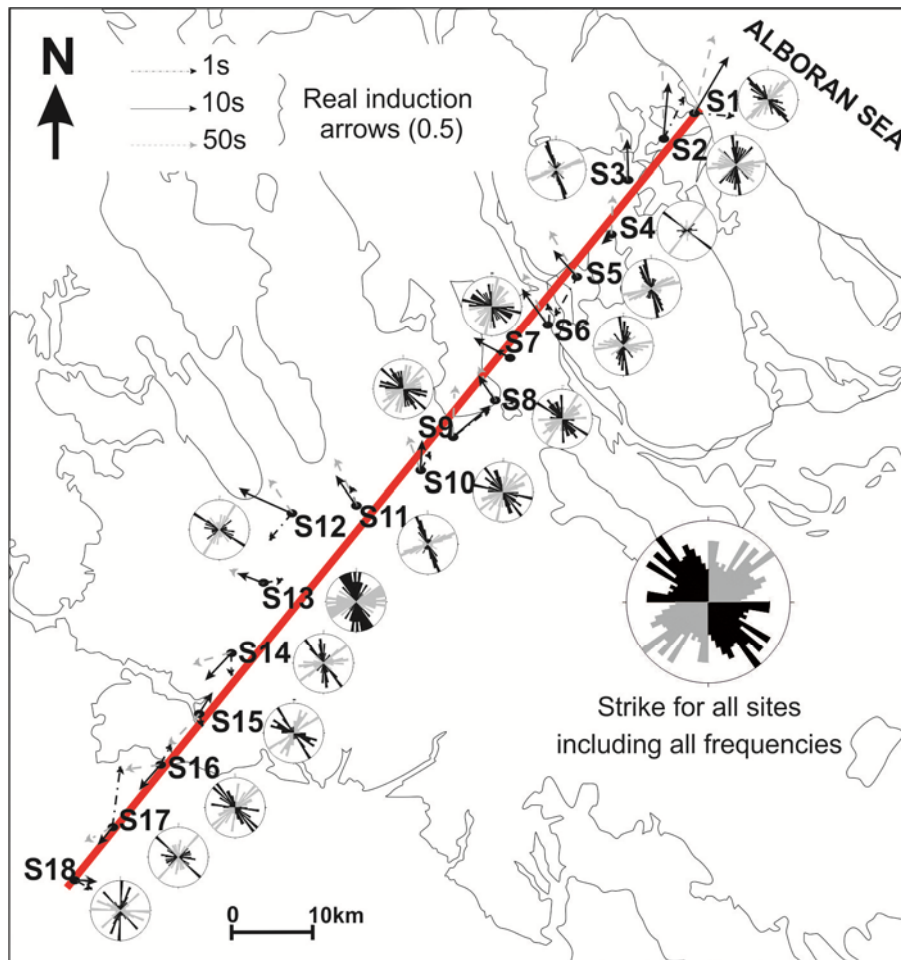 N
1s
10s
50s
Real induction
arrows (0.5)
ALBORAN SEA
S1
S2
S3
S4
S5
S6
S7
S8
S9
S10
S11
S12
S13
S14
S15
S16
S17
S18
Strike for all sites
including all frequencies
0 10km